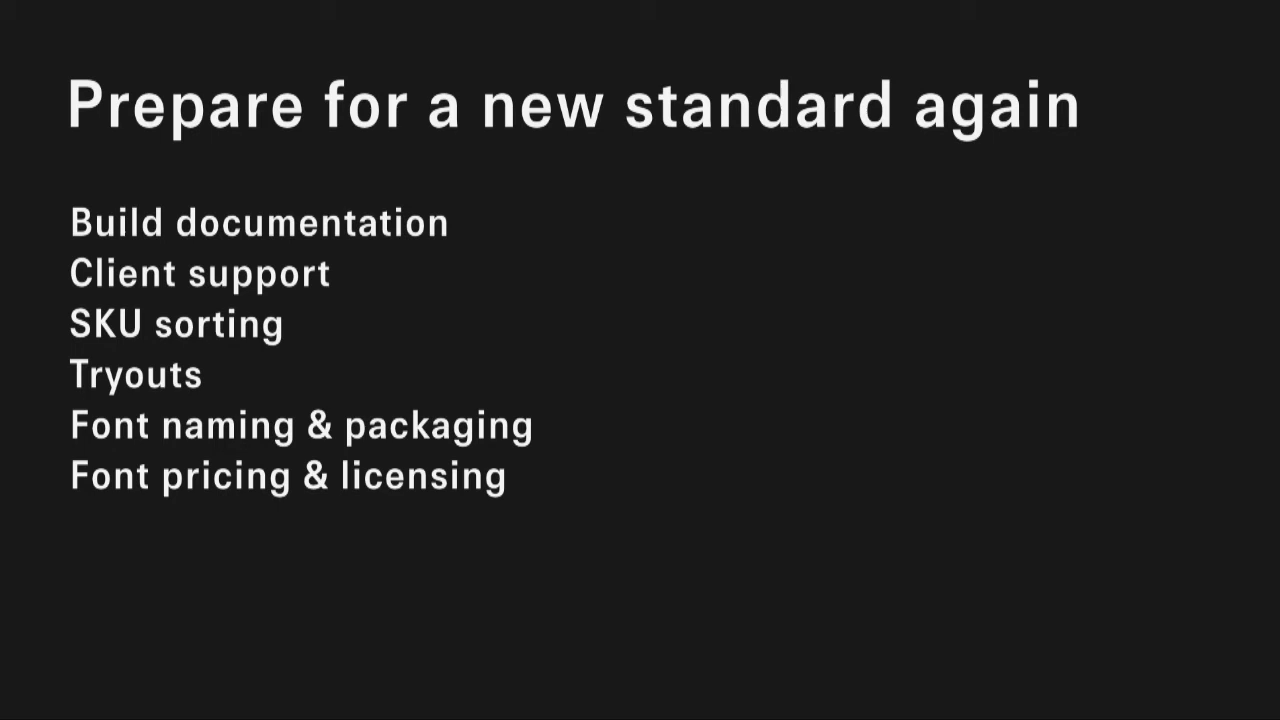 Prepare for a new standard again
Build documentation
Client support
SKU sorting
Tryouts
Font naming & packaging
Font pricing & licensing